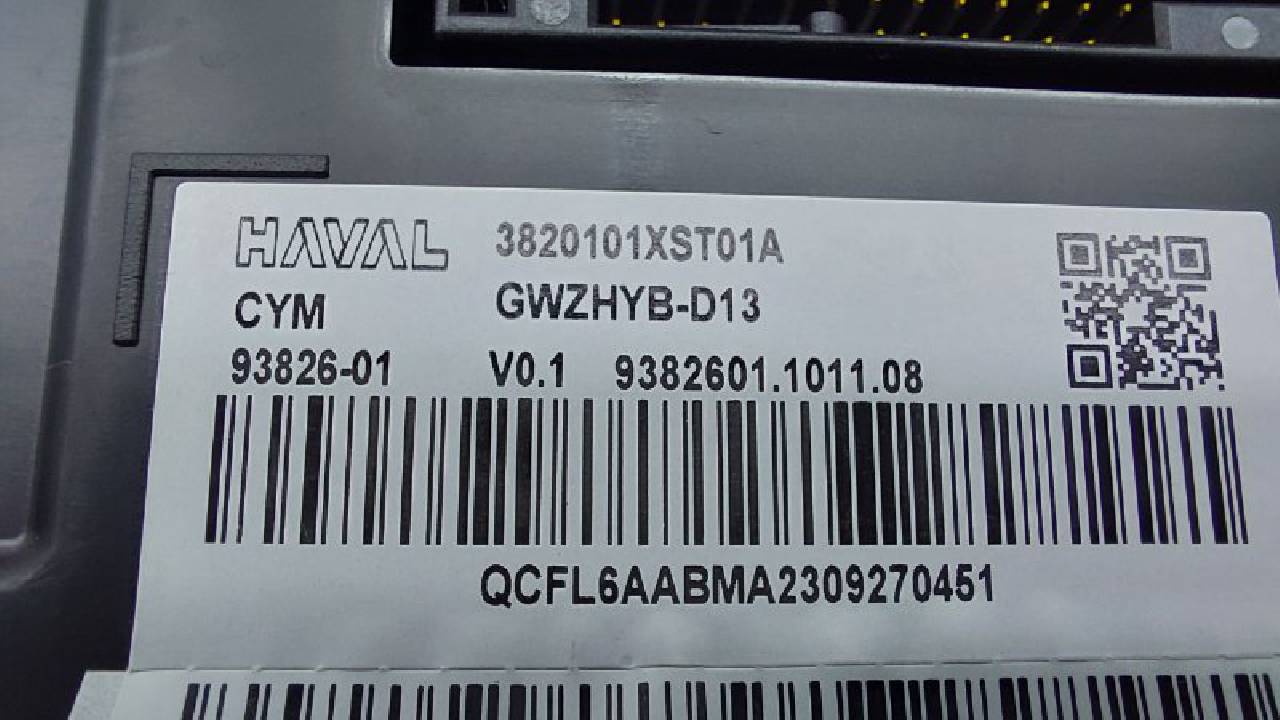 HAVAL 3820101XST01A
CYM GWZHYB-D13
93826-01 V0.1 9382601.1011.08
QCFL6AABMA2309270451